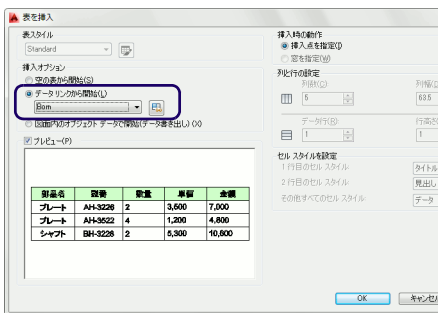 表を挿入
表スタイル
Standard
挿入オプション
空の表から開始(S)
データ リンクから開始(L)
Bom
図面内のオブジェクト データで開始(データ書き出し)(X)
プレビュー(P)
部品名 型番 数量 単価 金額
プレート AH-3226 2 3,500 7,000
プレート AH-3522 4 1,200 4,800
シャフト BH-3226 2 5,300 10,600
挿入時の動作
挿入点を指定(I)
窓を指定(W)
列と行の設定
列数(C)
列幅(D
5
63.5
データ行(R):
行高さ(
1
1
セル スタイルを設定
1 行目のセル スタイル
タイトル
2 行目のセル スタイル
見出し
その他すべてのセル スタイル
データ
OK
キャンセル